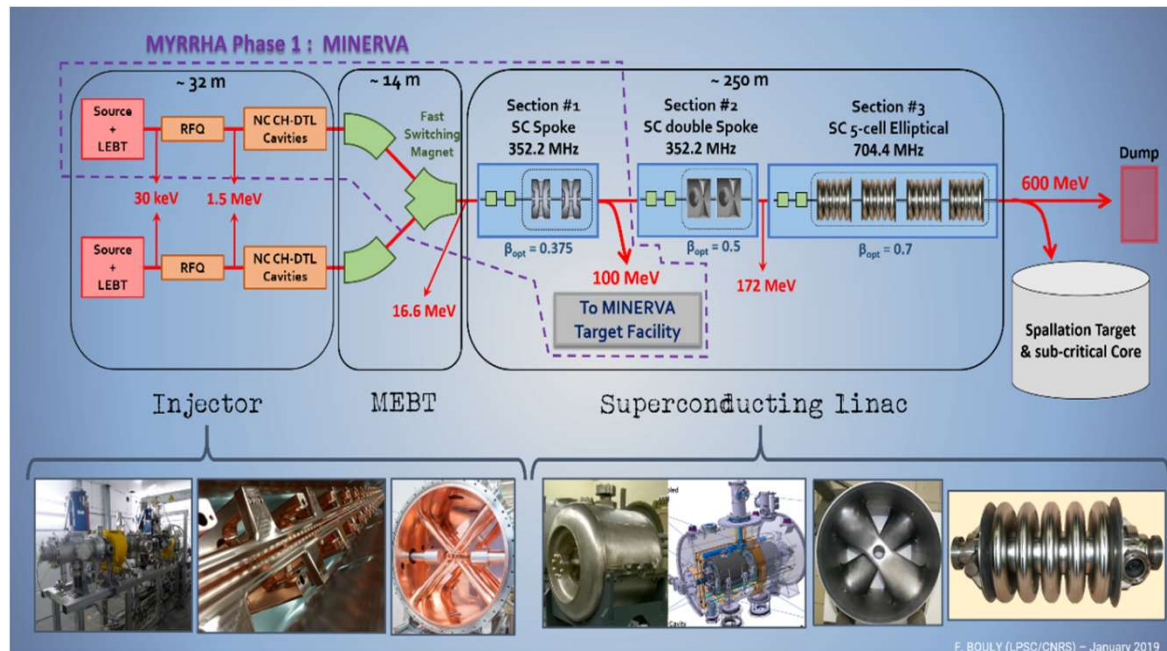 MYRRHA Phase 1 : MINERVA
~ 32 m
~ 14 m
~ 250 m
Source
+
LEBT
RFQ
NC CH-DTL
Cavities
Fast
Switching
Magnet
Section #1
SC Spoke
352.2 MHz
Section #2
SC double Spoke
352.2 MHz
Section #3
SC 5-cell Elliptical
704.4 MHz
Dump
30 keV
1.5 MeV
600 MeV
Source
+
LEBT
RFQ
NC CH-DTL
Cavities
βopt = 0.375
βopt = 0.5
βopt = 0.7
16.6 MeV
100 MeV
172 MeV
To MINERVA
Target Facility
Spallation Target
& sub-critical Core
Injector
MEBT
Superconducting linac
Cavity
F. BOULY (LPSC/CNRS) – January 2019